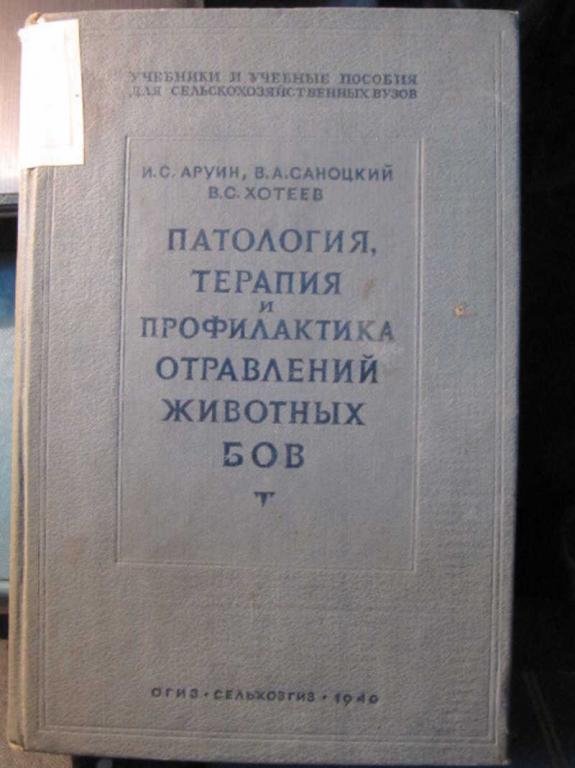 УЧЕБНИКИ И УЧЕБНЫЕ ПОСОБИЯ
ДЛЯ СЕЛЬСКОХОЗЯЙСТВЕННЫХ ВУЗОВ
И.С. АРУИН, В.А. САНОЦКИЙ
В.С. ХОТЕЕВ
ПАТОЛОГИЯ,
ТЕРАПИЯ
И
ПРОФИЛАКТИКА
ОТРАВЛЕНИЙ
ЖИВОТНЫХ
БОВ
ОГИЗ • СЕЛЬХОЗГИЗ • 1940